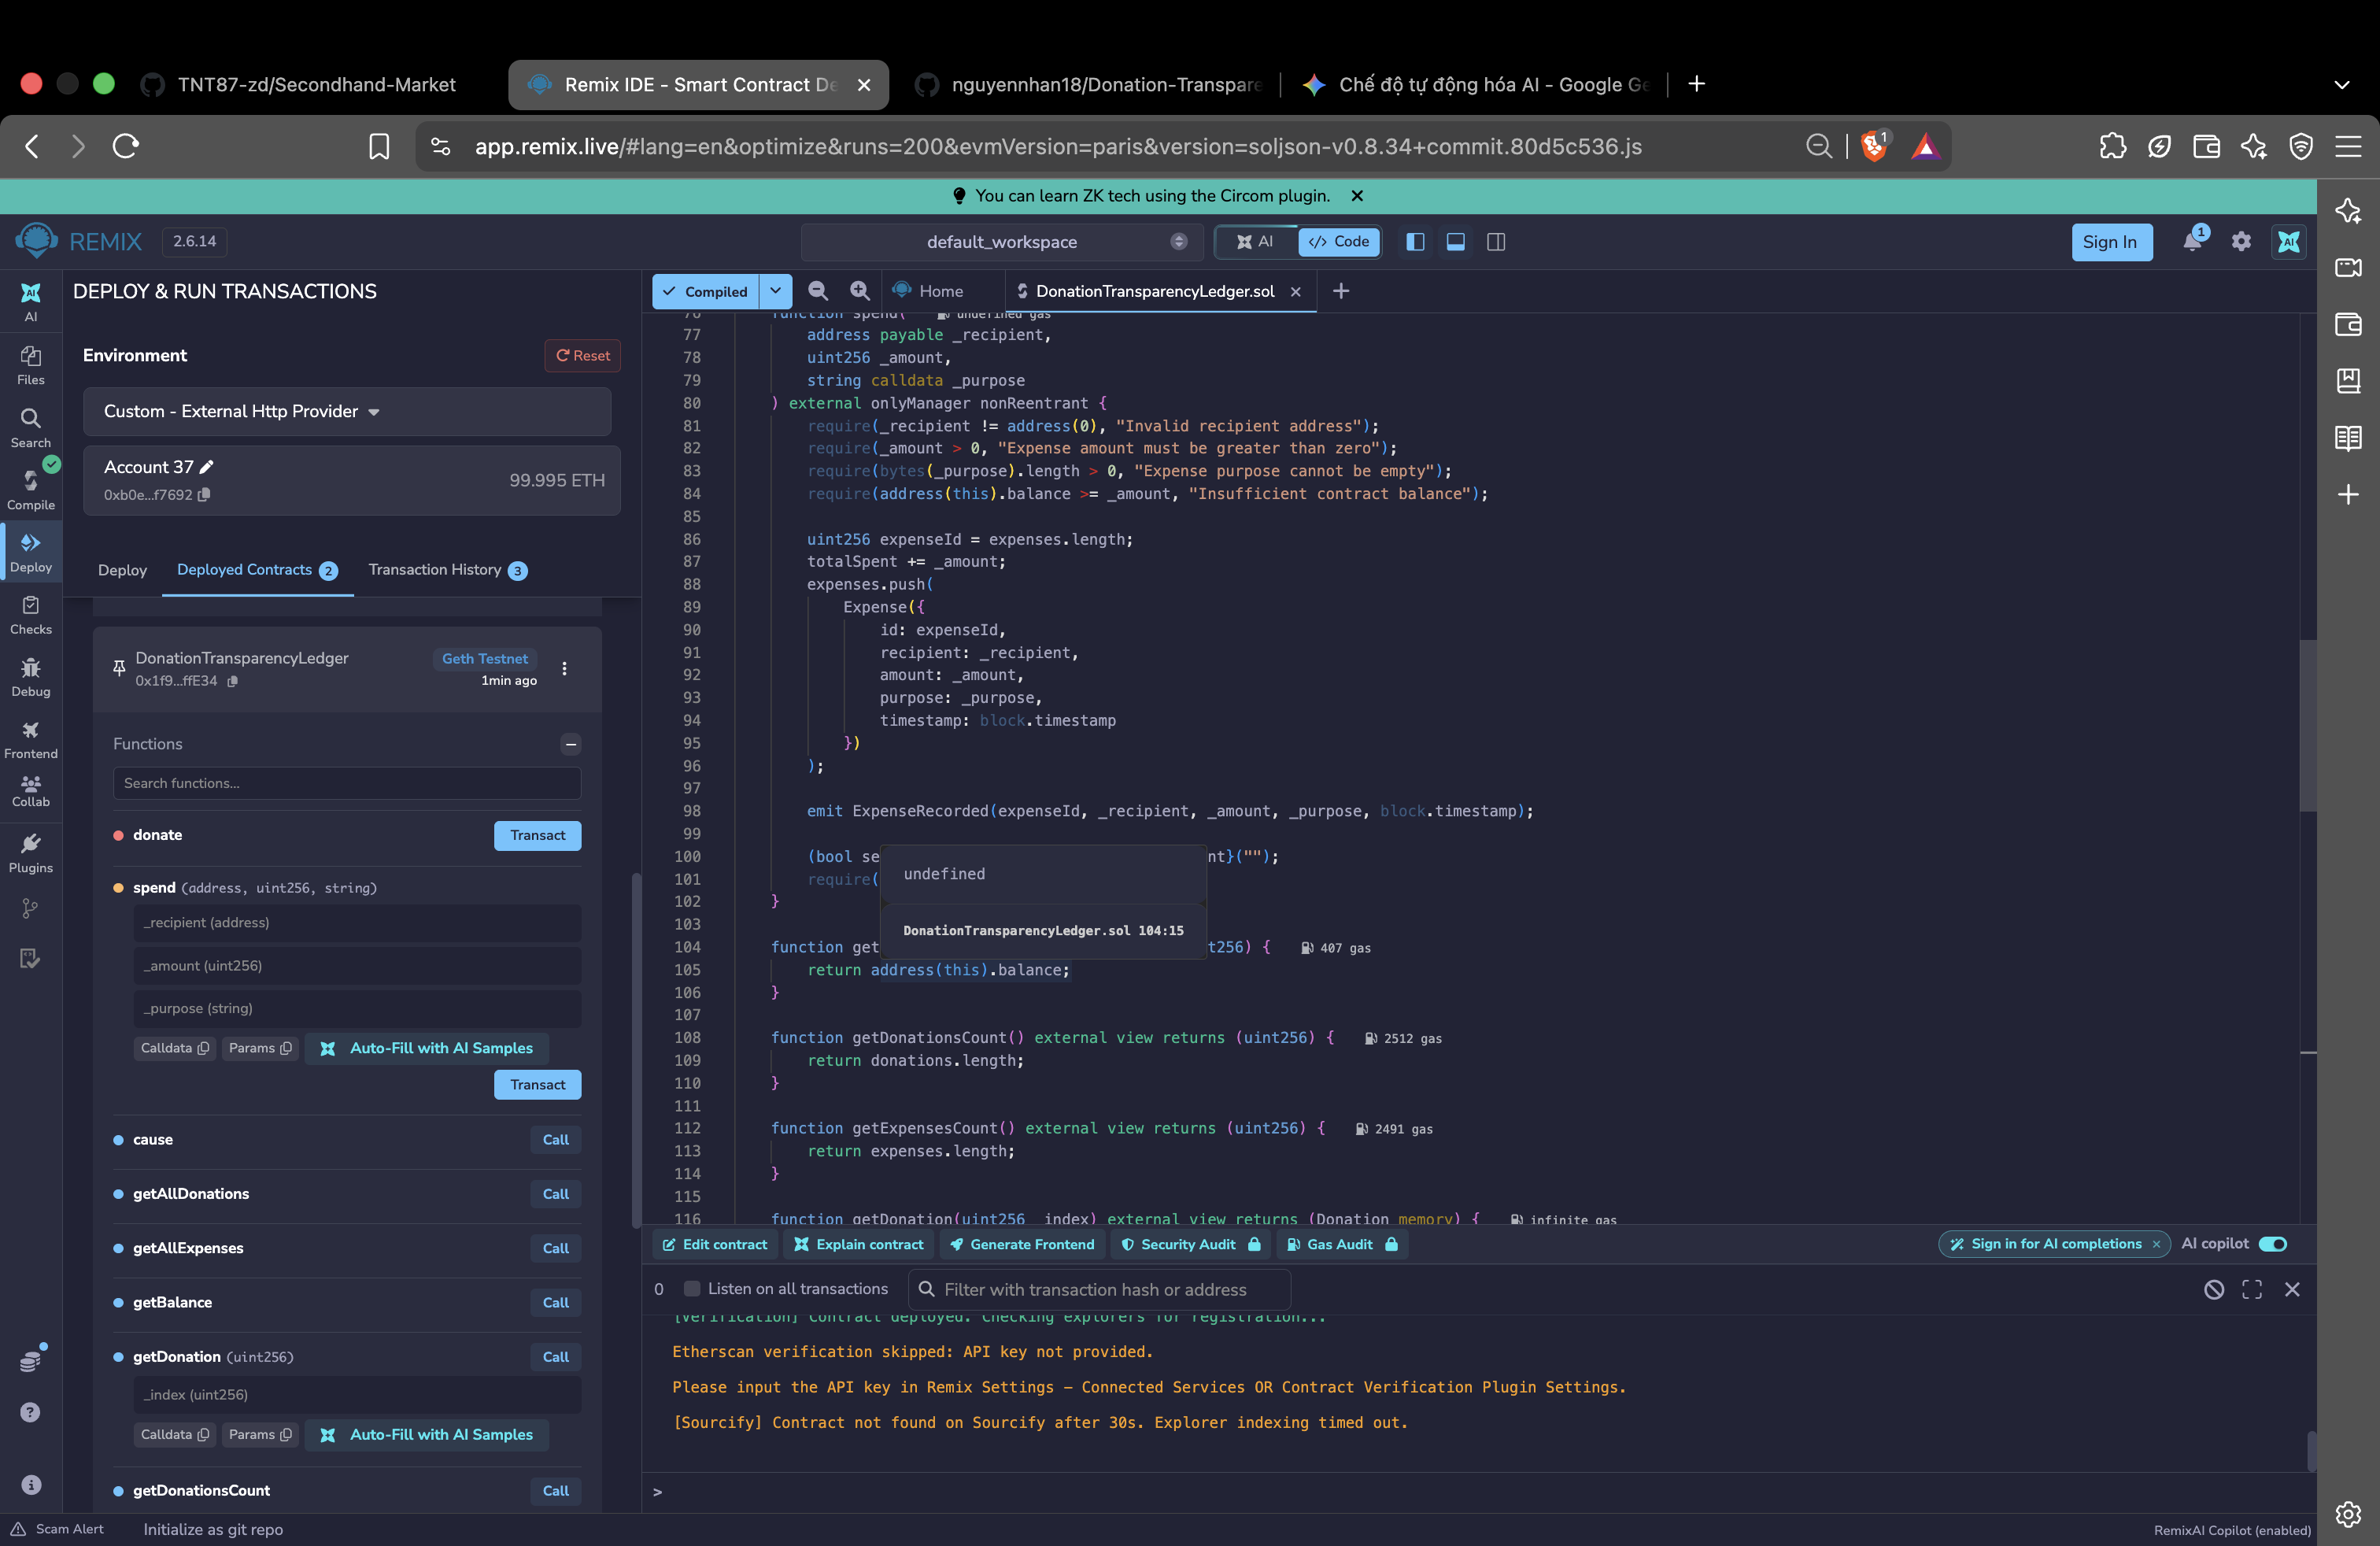 TNT87-zd/Secondhand-Market
Remix IDE - Smart Contract De
nguyennhan18/Donation-Transpare
Chế độ tự động hóa AI - Google Ge
app.remix.live/#lang=en&optimize&runs=200&evmVersion=paris&version=soljson-v0.8.34+commit.80d5c536.js
1
You can learn ZK tech using the Circom plugin.
REMIX
2.6.14
default_workspace
AI
Code
Sign In
1
AI
AI
AI
Files
Search
Compile
Deploy
Checks
Debug
Frontend
Collab
Plugins
DEPLOY & RUN TRANSACTIONS
Environment
Reset
Custom - External Http Provider
Account 37
0xb0e...f7692
99.995 ETH
Deploy
Deployed Contracts 2
Transaction History 3
DonationTransparencyLedger
0x1f9...ffE34
Geth Testnet
1min ago
Functions
Search functions...
donate
Transact
spend (address, uint256, string)
_recipient (address)
_amount (uint256)
_purpose (string)
Calldata
Params
Auto-Fill with AI Samples
Transact
cause
Call
getAllDonations
Call
getAllExpenses
Call
getBalance
Call
getDonation (uint256)
Call
_index (uint256)
Calldata
Params
Auto-Fill with AI Samples
getDonationsCount
Call
Compiled
Home
DonationTransparencyLedger.sol
76 function spend( undefined gas
77 address payable _recipient,
78 uint256 _amount,
79 string calldata _purpose
80 ) external onlyManager nonReentrant {
81 require(_recipient != address(0), "Invalid recipient address");
82 require(_amount > 0, "Expense amount must be greater than zero");
83 require(bytes(_purpose).length > 0, "Expense purpose cannot be empty");
84 require(address(this).balance >= _amount, "Insufficient contract balance");
85
86 uint256 expenseId = expenses.length;
87 totalSpent += _amount;
88 expenses.push(
89 Expense({
90 id: expenseId,
91 recipient: _recipient,
92 amount: _amount,
93 purpose: _purpose,
94 timestamp: block.timestamp
95 })
96 );
97
98 emit ExpenseRecorded(expenseId, _recipient, _amount, _purpose, block.timestamp);
99
100 (bool se nt}("");
101 require(
102 }
103
104 function get t256) { 407 gas
105 return address(this).balance;
106 }
107
108 function getDonationsCount() external view returns (uint256) { 2512 gas
109 return donations.length;
110 }
111
112 function getExpensesCount() external view returns (uint256) { 2491 gas
113 return expenses.length;
114 }
115
116 function getDonation(uint256 _index) external view returns (Donation memory) { infinite gas
undefined
DonationTransparencyLedger.sol 104:15
Edit contract
Explain contract
Generate Frontend
Security Audit
Gas Audit
Sign in for AI completions ×
AI copilot
0
Listen on all transactions
Filter with transaction hash or address
[Verification] Contract deployed. Checking explorers for registration...
Etherscan verification skipped: API key not provided.
Please input the API key in Remix Settings – Connected Services OR Contract Verification Plugin Settings.
[Sourcify] Contract not found on Sourcify after 30s. Explorer indexing timed out.
>
Scam Alert
Initialize as git repo
RemixAI Copilot (enabled)